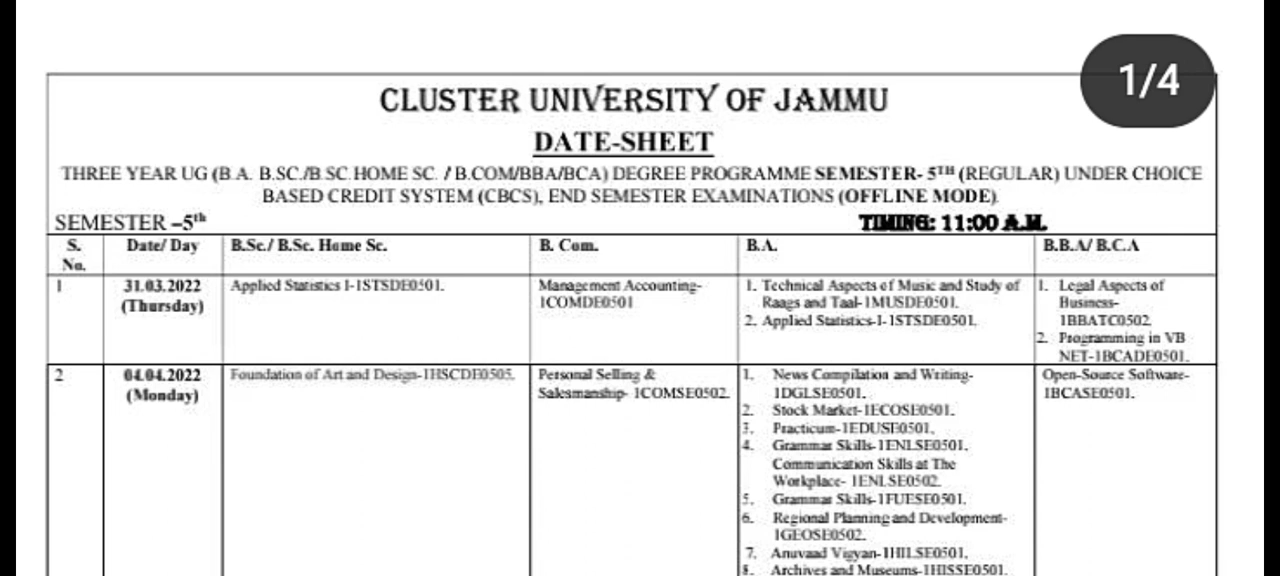 1/4
CLUSTER UNIVERSITY OF JAMMU
DATE-SHEET
THREE YEAR UG (B.A. B.SC./B.SC. HOME SC. / B.COM/BBA/BCA) DEGREE PROGRAMME SEMESTER- 5TH (REGULAR) UNDER CHOICE
BASED CREDIT SYSTEM (CBCS), END SEMESTER EXAMINATIONS (OFFLINE MODE).
SEMESTER –5th TIMING: 11:00 A.M.
S. No.
Date/ Day
B.Sc./ B.Sc. Home Sc.
B. Com.
B.A.
B.B.A/ B.C.A
1
31.03.2022
(Thursday)
Applied Statistics I-1STSDE0501.
Management Accounting-
1COMDE0501
1. Technical Aspects of Music and Study of
Raags and Taal-1MUSDE0501.
2. Applied Statistics-I-1STSDE0501.
1. Legal Aspects of
Business-
1BBATC0502.
2. Programming in VB
NET-1BCADE0501.
2
04.04.2022
(Monday)
Foundation of Art and Design-1HSCDE0505.
Personal Selling &
Salesmanship- 1COMSE0502.
1. News Compilation and Writing-
1DGLSE0501.
2. Stock Market-1ECOSE0501.
3. Practicum-1EDUSE0501.
4. Grammar Skills-1ENLSE0501.
Communication Skills at The
Workplace- 1ENLSE0502.
5. Grammar Skills-1FUESE0501.
6. Regional Planning and Development-
1GEOSE0502.
7. Anuvaad Vigyan-1HILSE0501.
8. Archives and Museums-1HISSE0501.
Open-Source Software-
1BCASE0501.